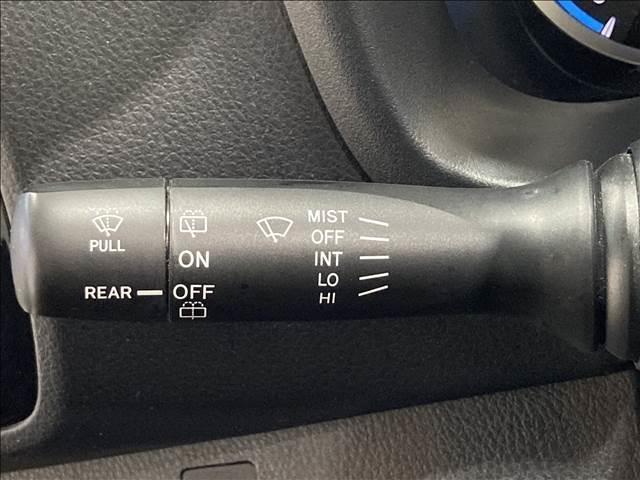 PULL
REAR
ON
OFF
MIST
OFF
INT
LO
HI